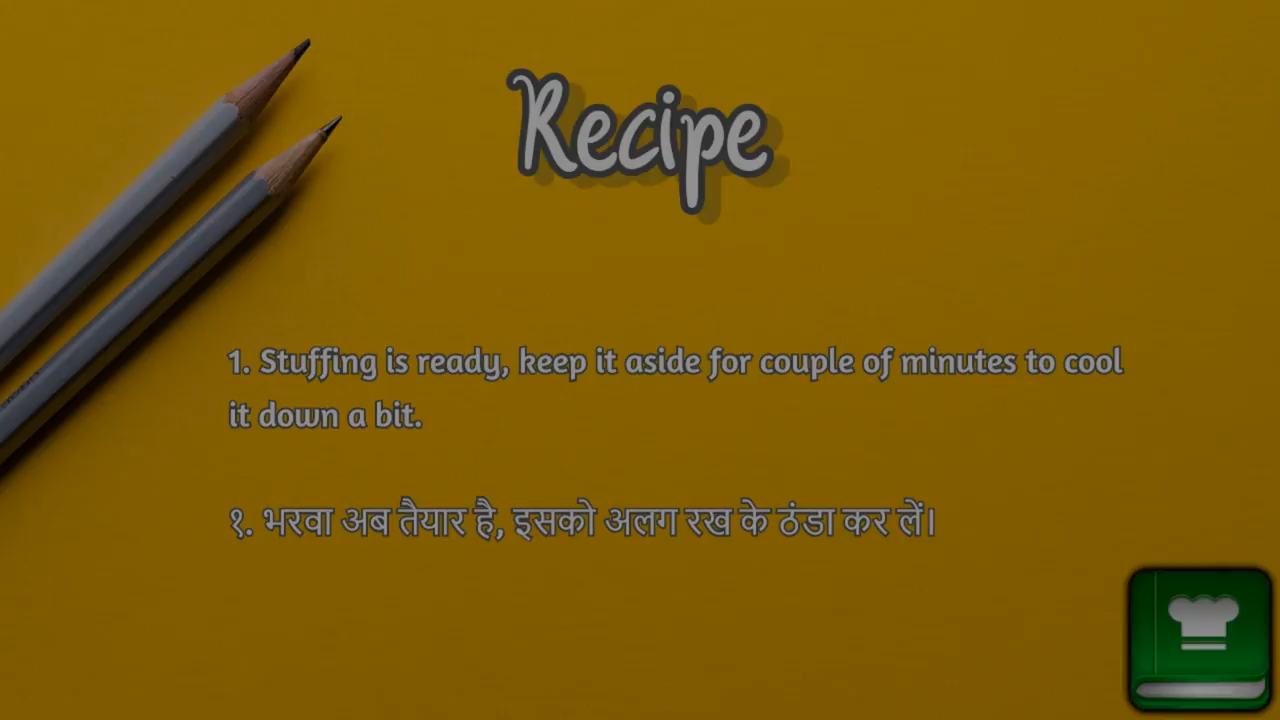 Recipe
1. Stuffing is ready, keep it aside for couple of minutes to cool
it down a bit.
१. भरवा अब तैयार है, इसको अलग रख के ठंडा कर लें।